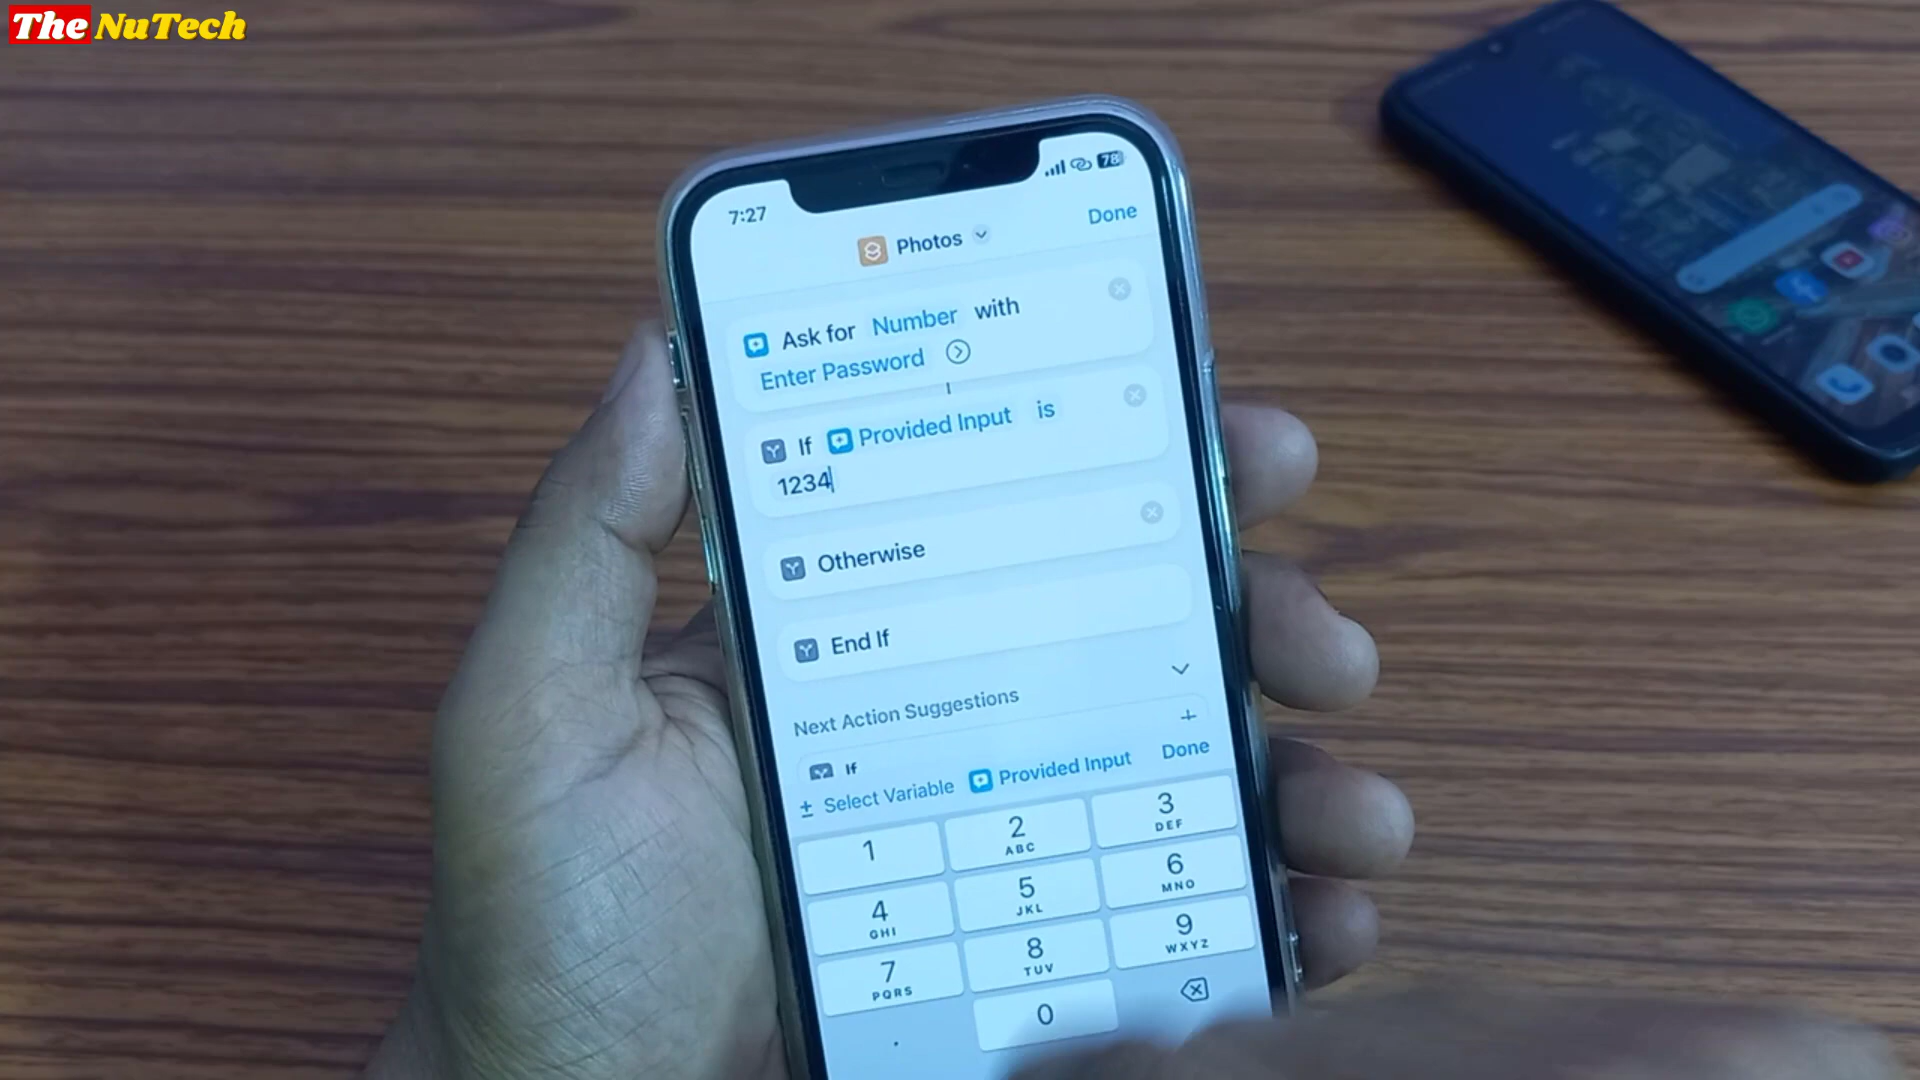 The NuTech
7:27
78
Photos
Done
Ask for Number with
Enter Password
If Provided Input is
1234
Otherwise
End If
Next Action Suggestions
If
Select Variable Provided Input Done
1
2 ABC
3 DEF
4 GHI
5 JKL
6 MNO
7 PQRS
8 TUV
9 WXYZ
.
0